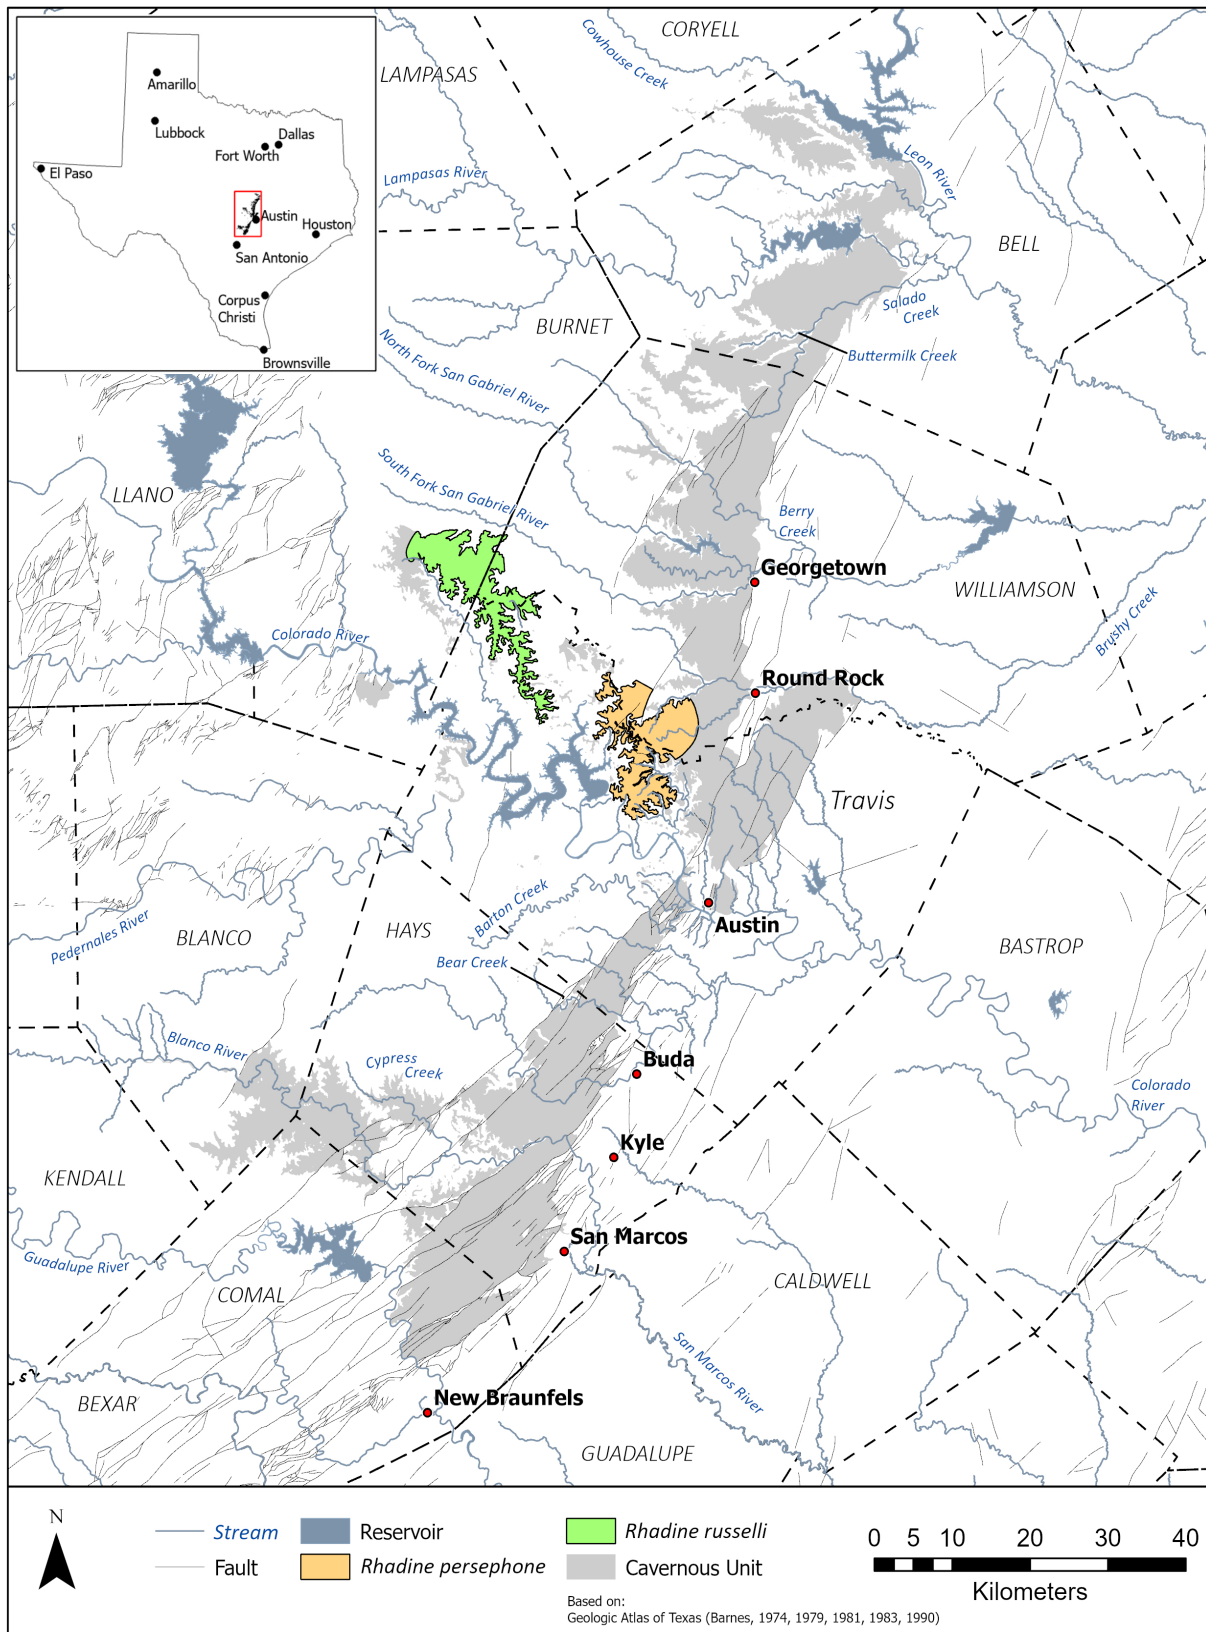 CORYELL
Cowhouse Creek
LAMPASAS
Amarillo
Lubbock
Dallas
Fort Worth
El Paso
Austin
Houston
San Antonio
Corpus
Christi
Brownsville
Lampasas River
Leon River
BELL
Salado
Creek
BURNET
Buttermilk Creek
North Fork San Gabriel River
South Fork San Gabriel River
LLANO
Berry
Creek
Georgetown
WILLIAMSON
Brushy Creek
Colorado River
Round Rock
Travis
Barton Creek
Austin
Pedernales River
BLANCO
HAYS
BASTROP
Bear Creek
Blanco River
Cypress
Creek
Buda
Colorado
River
Kyle
KENDALL
San Marcos
Guadalupe River
COMAL
CALDWELL
San Marcos River
BEXAR
New Braunfels
GUADALUPE
N
Stream
Reservoir
Rhadine russelli
0 5 10 20 30 40
Fault
Rhadine persephone
Cavernous Unit
Kilometers
Based on:
Geologic Atlas of Texas (Barnes, 1974, 1979, 1981, 1983, 1990)